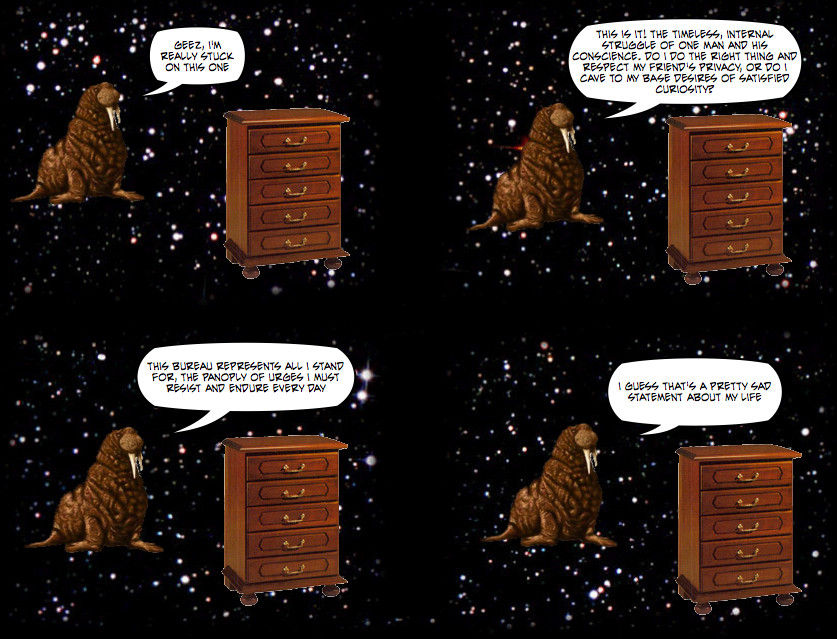 GEEZ, I'M
REALLY STUCK
ON THIS ONE
THIS IS IT! THE TIMELESS, INTERNAL
STRUGGLE OF ONE MAN AND HIS
CONSCIENCE. DO I DO THE RIGHT THING AND
RESPECT MY FRIEND'S PRIVACY, OR DO I
CAVE TO MY BASE DESIRES OF SATISFIED
CURIOSITY?
THIS BUREAU REPRESENTS ALL I STAND
FOR, THE PANOPLY OF URGES I MUST
RESIST AND ENDURE EVERY DAY
I GUESS THAT'S A PRETTY SAD
STATEMENT ABOUT MY LIFE